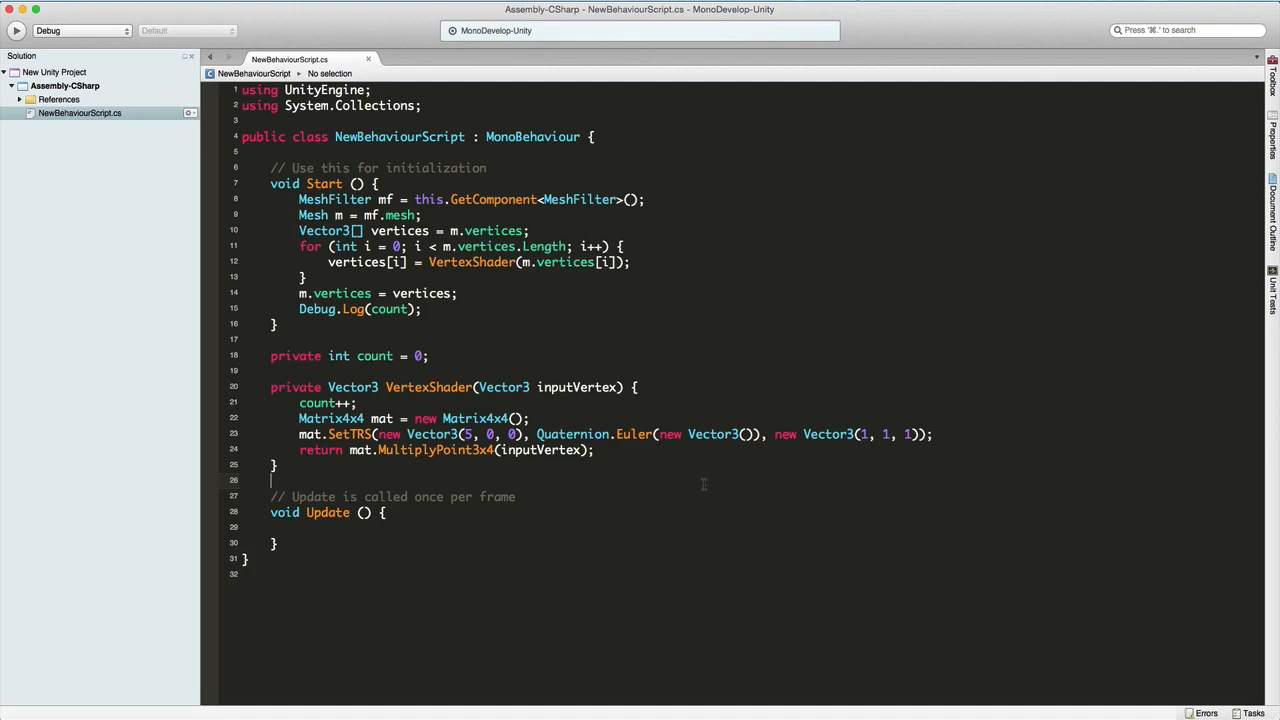 Assembly-CSharp - NewBehaviourScript.cs - MonoDevelop-Unity
Debug
Default
MonoDevelop-Unity
Press '⌘.' to search
Solution
New Unity Project
Assembly-CSharp
References
NewBehaviourScript.cs
NewBehaviourScript.cs
NewBehaviourScript
No selection
1 using UnityEngine;
2 using System.Collections;
3
4 public class NewBehaviourScript : MonoBehaviour {
5
6 // Use this for initialization
7 void Start () {
8 MeshFilter mf = this.GetComponent<MeshFilter>();
9 Mesh m = mf.mesh;
10 Vector3[] vertices = m.vertices;
11 for (int i = 0; i < m.vertices.Length; i++) {
12 vertices[i] = VertexShader(m.vertices[i]);
13 }
14 m.vertices = vertices;
15 Debug.Log(count);
16 }
17
18 private int count = 0;
19
20 private Vector3 VertexShader(Vector3 inputVertex) {
21 count++;
22 Matrix4x4 mat = new Matrix4x4();
23 mat.SetTRS(new Vector3(5, 0, 0), Quaternion.Euler(new Vector3()), new Vector3(1, 1, 1));
24 return mat.MultiplyPoint3x4(inputVertex);
25 }
26
27 // Update is called once per frame
28 void Update () {
29
30 }
31 }
32
Toolbox
Properties
Document Outline
Unit Tests
Errors
Tasks